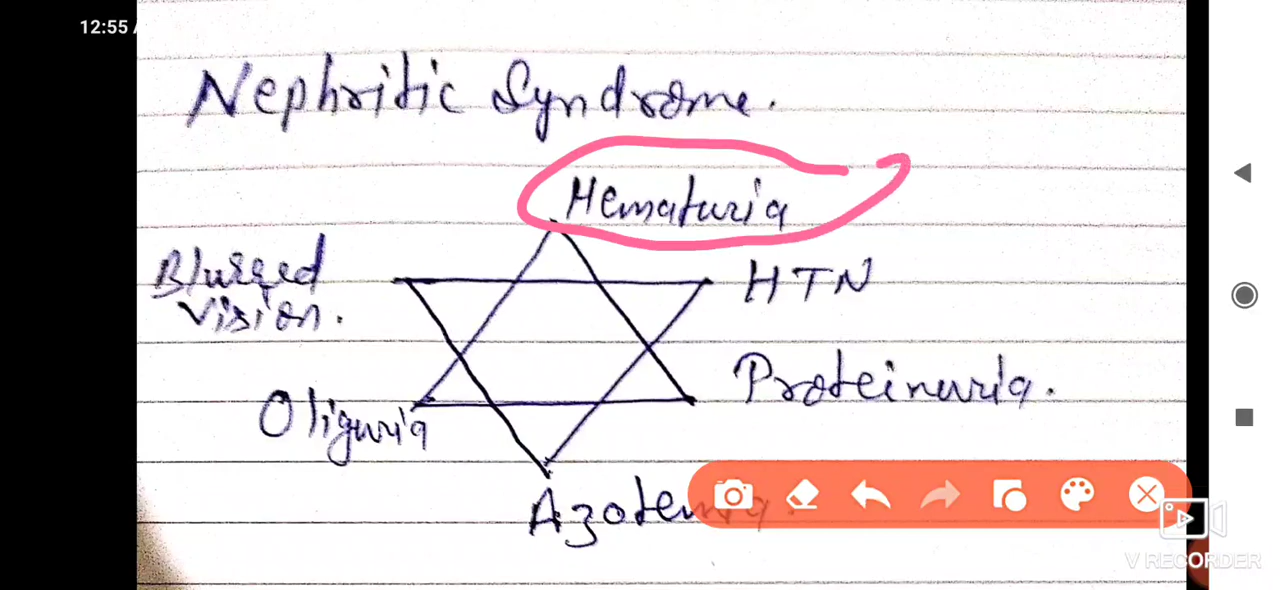 12:55
Nephritic Syndrome.
Hematuria
Blurred
Vision.
HTN
Proteinuria.
Oliguria
Azotemia.
V RECORDER